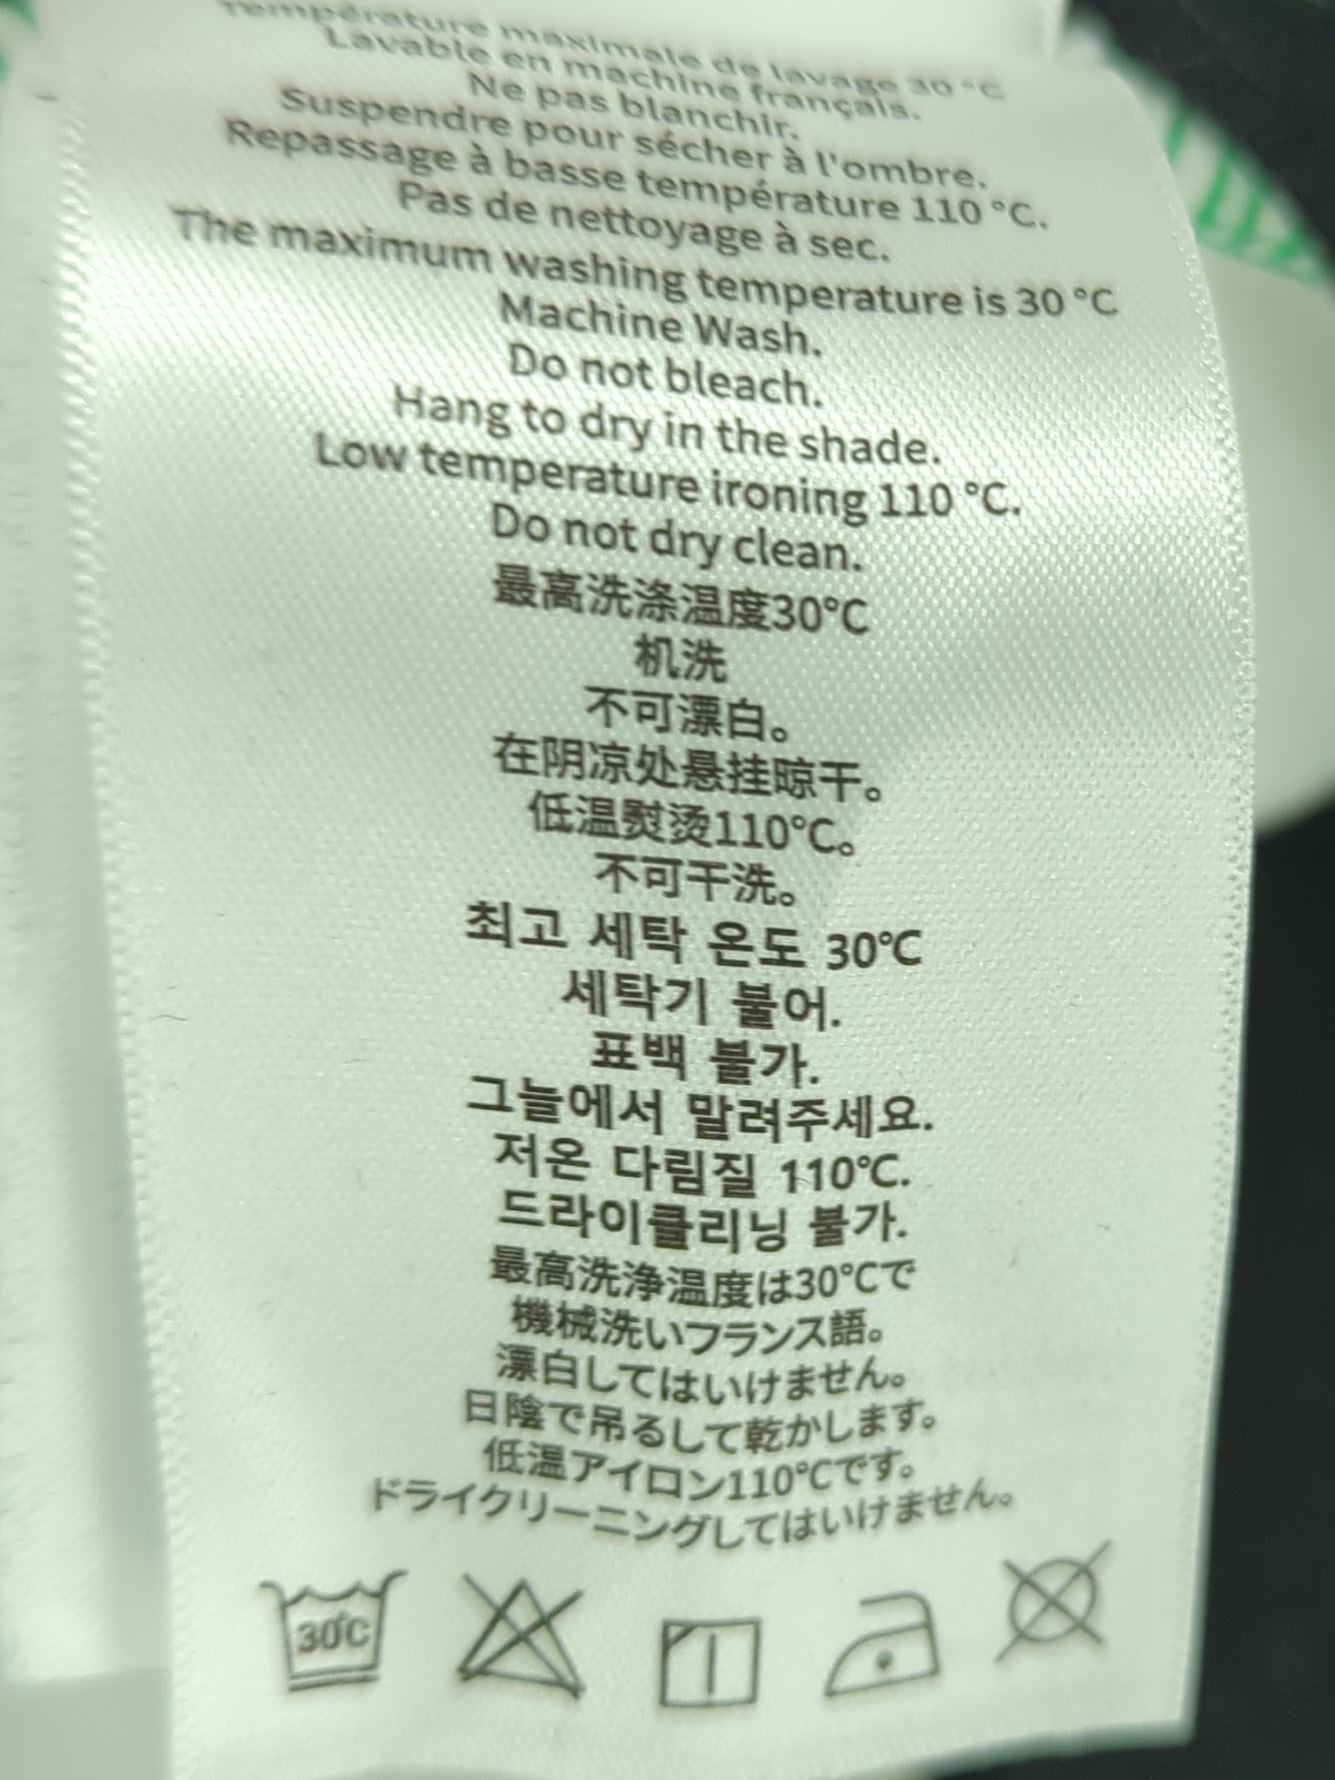 Température maximale de lavage 30 °C
Lavable en machine français.
Ne pas blanchir.
Suspendre pour sécher à l'ombre.
Repassage à basse température 110 °C.
Pas de nettoyage à sec.
The maximum washing temperature is 30 °C
Machine Wash.
Do not bleach.
Hang to dry in the shade.
Low temperature ironing 110 °C.
Do not dry clean.
最高洗涤温度30°C
机洗
不可漂白。
在阴凉处悬挂晾干。
低温熨烫110°C。
不可干洗。
최고 세탁 온도 30℃
세탁기 불어.
표백 불가.
그늘에서 말려주세요.
저온 다림질 110℃.
드라이클리닝 불가.
最高洗浄温度は30℃で
機械洗いフランス語。
漂白してはいけません。
日陰で吊るして乾かします。
低温アイロン110℃です。
ドライクリーニングしてはいけません。
30℃